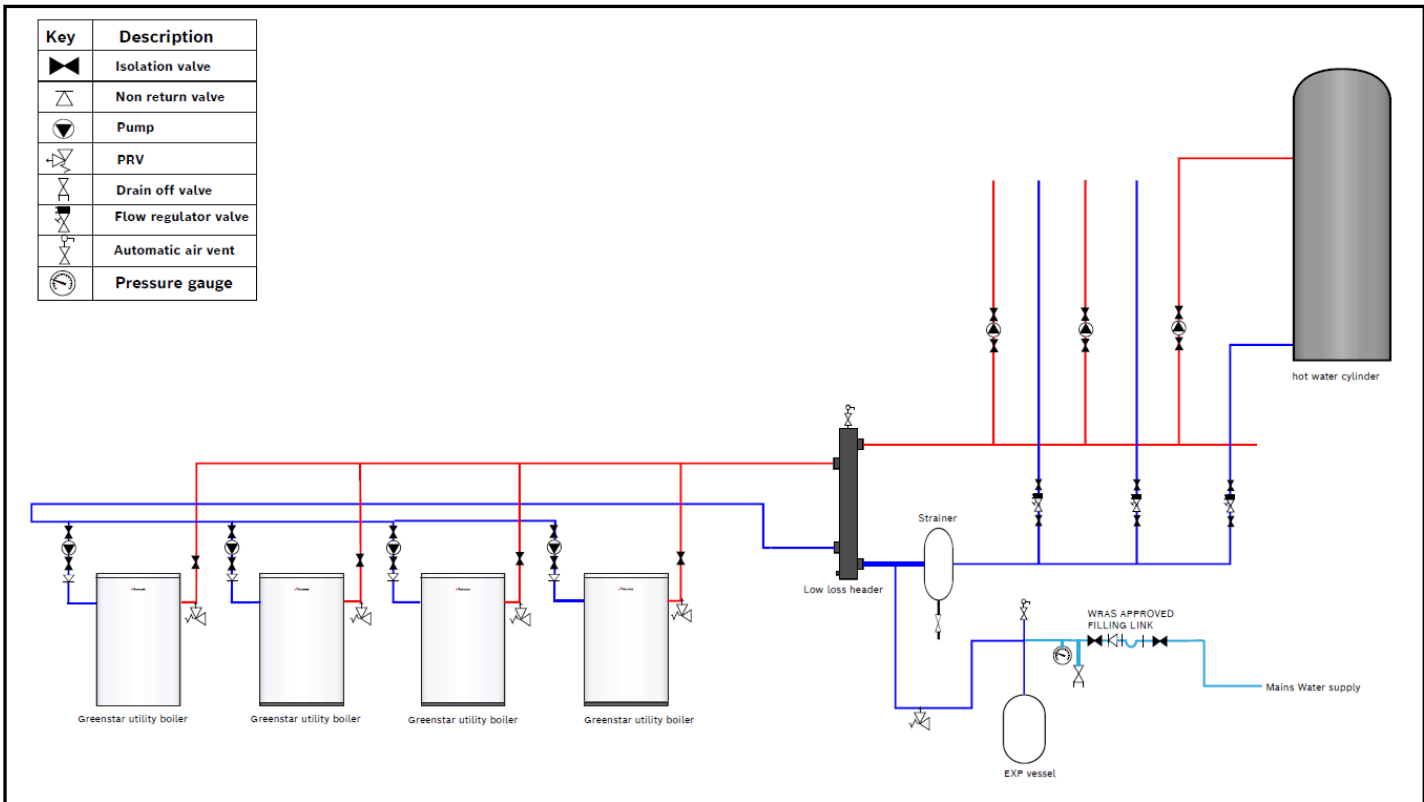 Key Description
Isolation valve
Non return valve
Pump
PRV
Drain off valve
Flow regulator valve
Automatic air vent
Pressure gauge
hot water cylinder
Strainer
Low loss header
WRAS APPROVED
FILLING LINK
Mains Water supply
EXP vessel
Greenstar utility boiler
Greenstar utility boiler
Greenstar utility boiler
Greenstar utility boiler